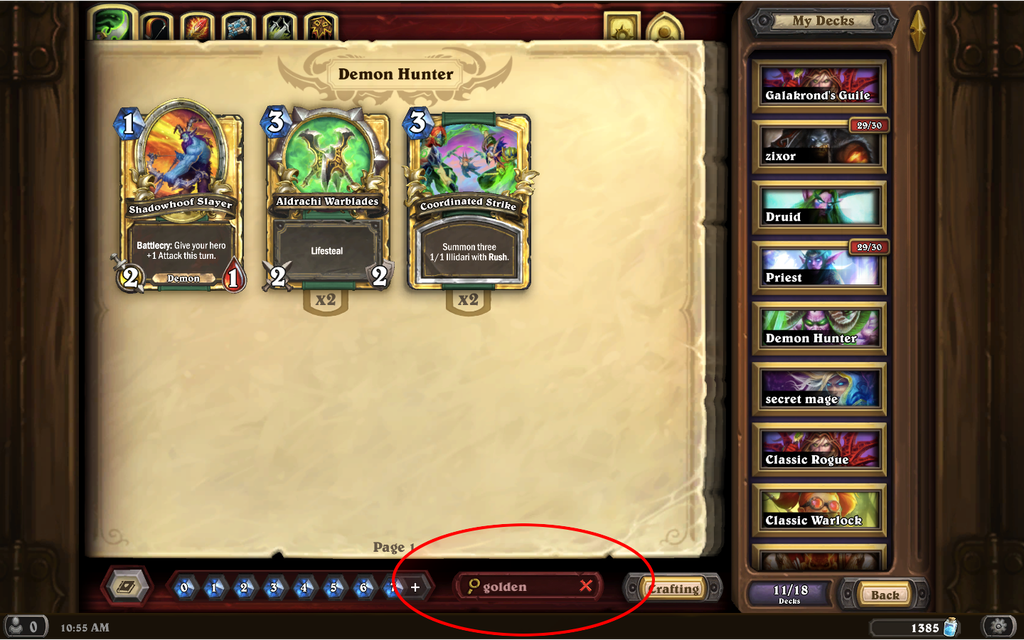 My Decks
Demon Hunter
1
Shadowhoof Slayer
Battlecry: Give your hero
+1 Attack this turn.
2
Demon
1
3
Aldrachi Warblades
Lifesteal
2
2
x2
3
Coordinated Strike
Summon three
1/1 Illidari with Rush.
x2
Page 1
0
1
2
3
4
5
6
+
golden
Crafting
Galakrond's Guile
29/30
zixor
Druid
29/30
Priest
Demon Hunter
secret mage
Classic Rogue
Classic Warlock
11/18
Decks
Back
0
10:55 AM
1385